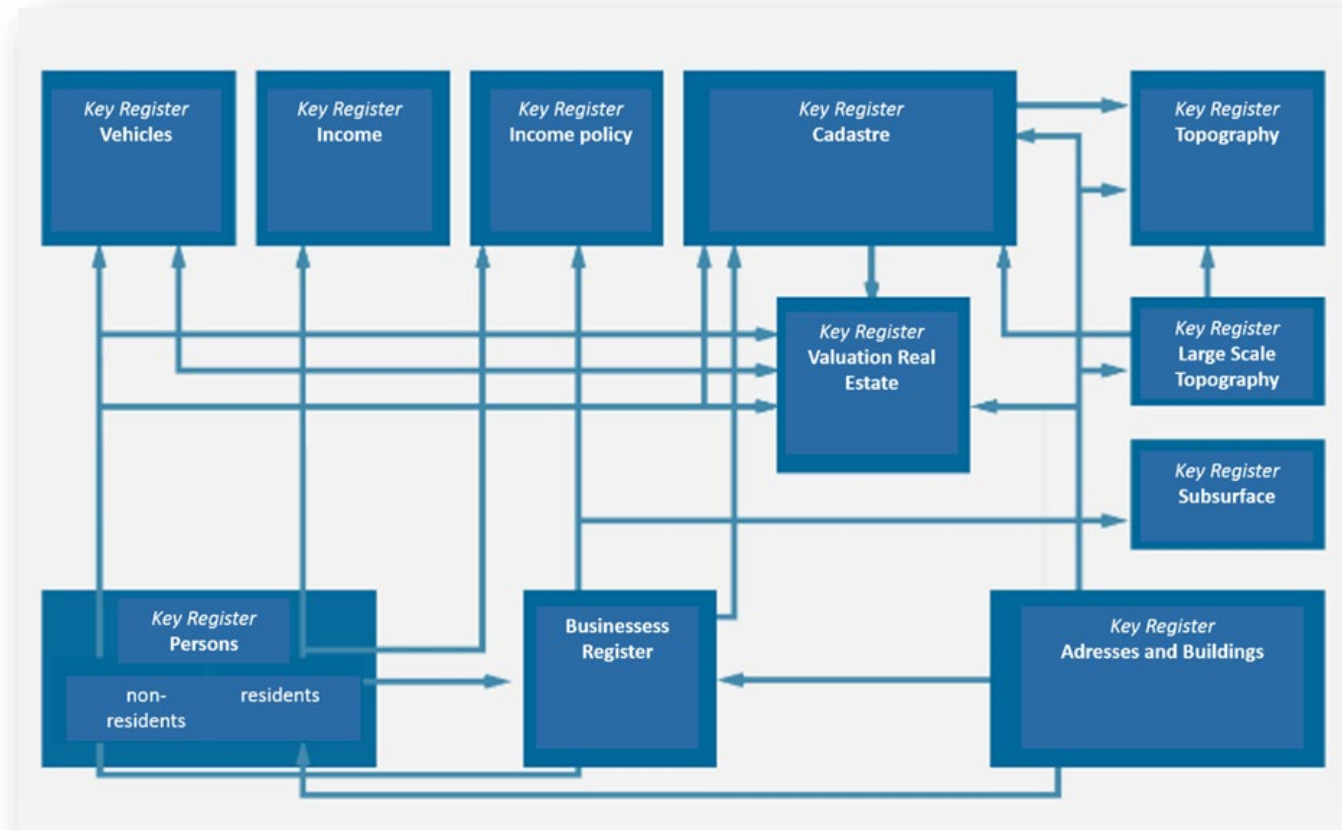 Key Register
Vehicles
Key Register
Income
Key Register
Income policy
Key Register
Cadastre
Key Register
Topography
Key Register
Valuation Real
Estate
Key Register
Large Scale
Topography
Key Register
Subsurface
Key Register
Persons
non-
residents
residents
Businessess
Register
Key Register
Adresses and Buildings